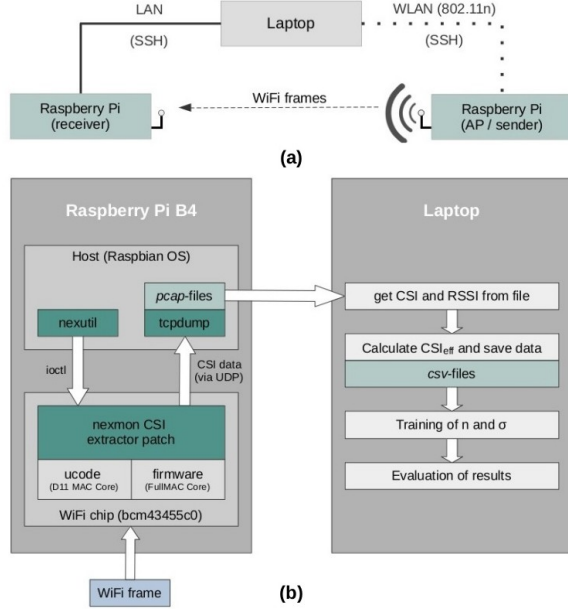 LAN
(SSH)
Laptop
WLAN (802.11n)
(SSH)
Raspberry Pi
(receiver)
WiFi frames
Raspberry Pi
(AP / sender)
(a)
Raspberry Pi B4
Host (Raspbian OS)
pcap-files
nexutil
tcpdump
ioctl
CSI data
(via UDP)
nexmon CSI
extractor patch
ucode
(D11 MAC Core)
firmware
(FullMAC Core)
WiFi chip (bcm43455c0)
WiFi frame
Laptop
get CSI and RSSI from file
Calculate CSIeff and save data
csv-files
Training of n and σ
Evaluation of results
(b)